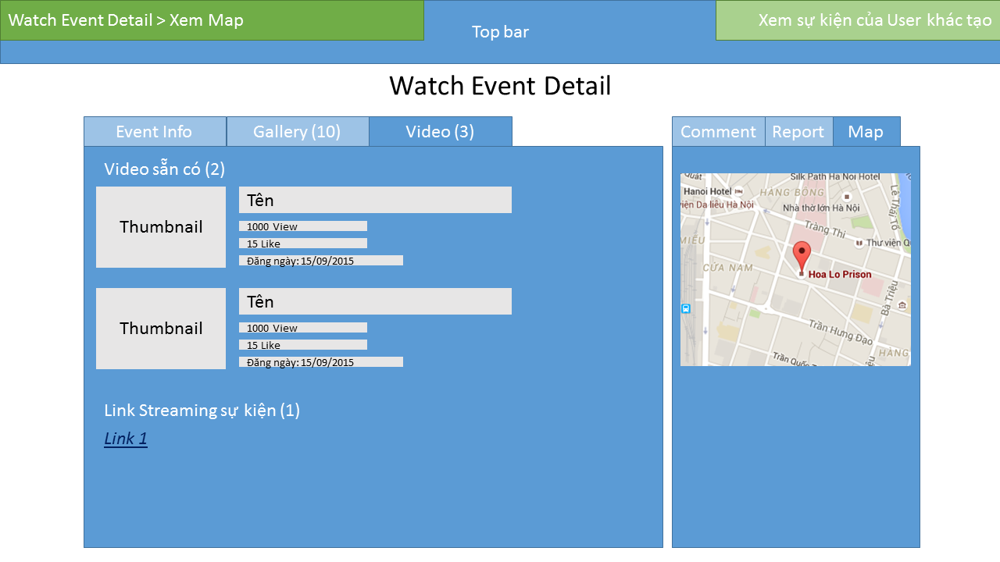 Watch Event Detail > Xem Map
Top bar
Xem sự kiện của User khác tạo
Watch Event Detail
Event Info
Gallery (10)
Video (3)
Comment
Report
Map
Video sẵn có (2)
Thumbnail
Tên
1000 View
15 Like
Đăng ngày: 15/09/2015
Thumbnail
Tên
1000 View
15 Like
Đăng ngày: 15/09/2015
Link Streaming sự kiện (1)
Link 1
Quất
Silk Path Ha Noi Hotel
Hanoi Hotel
HÀNG BÔNG
viện Da liễu Hà Nội
Nhà thờ lớn Hà Nội
Lê Thái Tổ
Tràng Thi
Thư viện Q
MIẾU
CỬA NAM
Hoa Lo Prison
Bà Triệu
Trần Hưng Đạo
Trần Quốc T
HÀNG